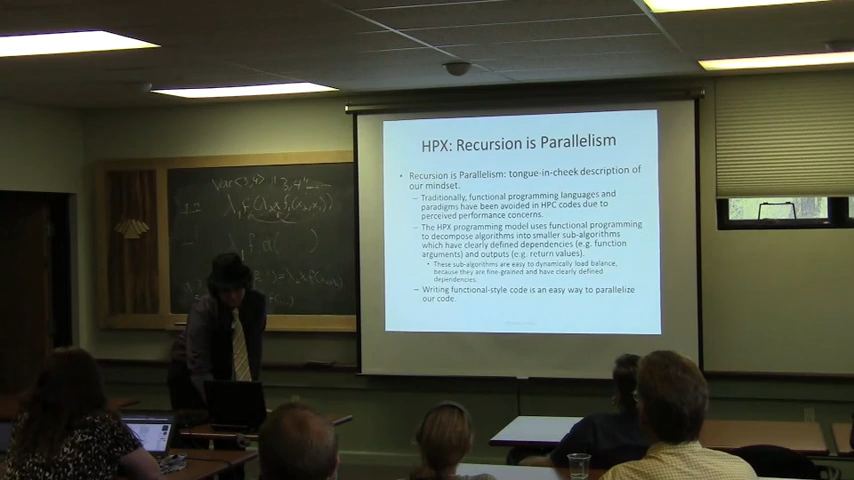 HPX: Recursion is Parallelism
• Recursion is Parallelism: tongue-in-cheek description of
our mindset.
– Traditionally, functional programming languages and
paradigms have been avoided in HPC codes due to
perceived performance concerns.
– The HPX programming model uses functional programming
to decompose algorithms into smaller sub-algorithms
which have clearly defined dependencies (e.g. function
arguments) and outputs (e.g. return values).
• These sub-algorithms are easy to dynamically load balance,
because they are fine-grained and have clearly defined
dependencies.
– Writing functional-style code is an easy way to parallelize
our code.